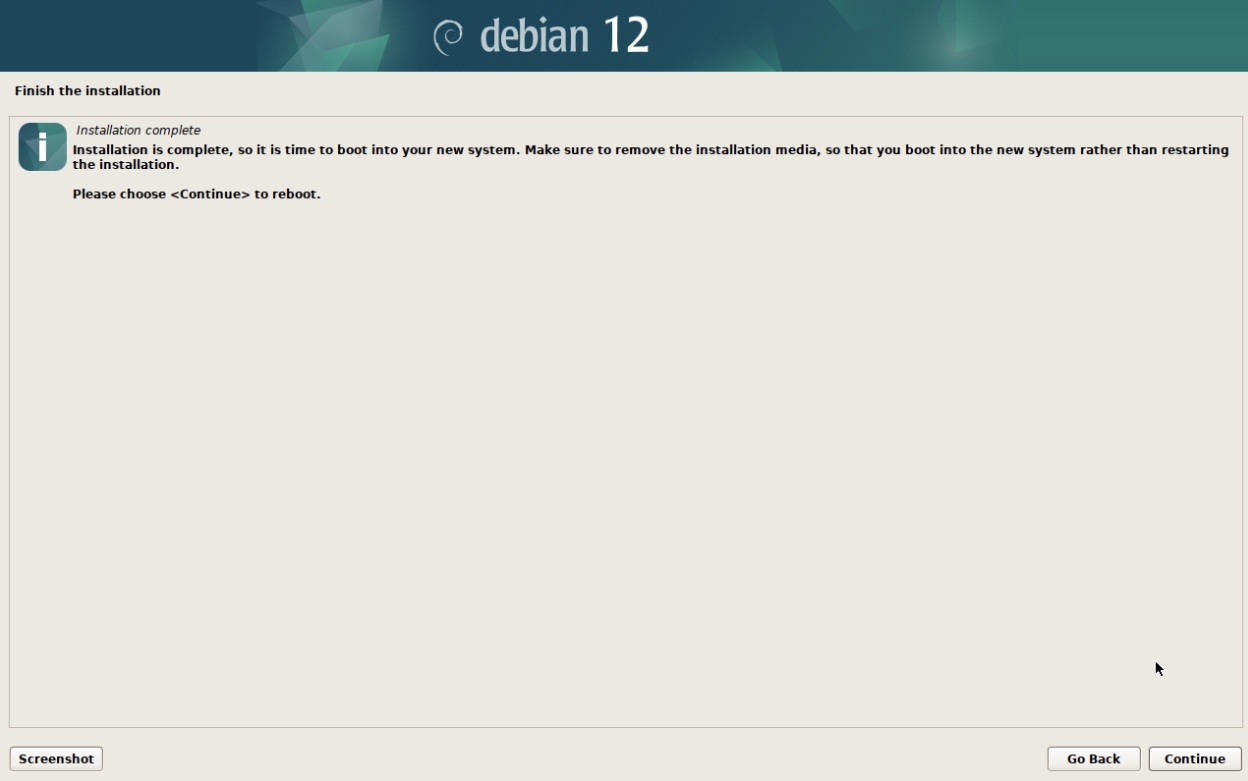 debian 12
Finish the installation
Installation complete
Installation is complete, so it is time to boot into your new system. Make sure to remove the installation media, so that you boot into the new system rather than restarting
the installation.
Please choose <Continue> to reboot.
Screenshot
Go Back
Continue